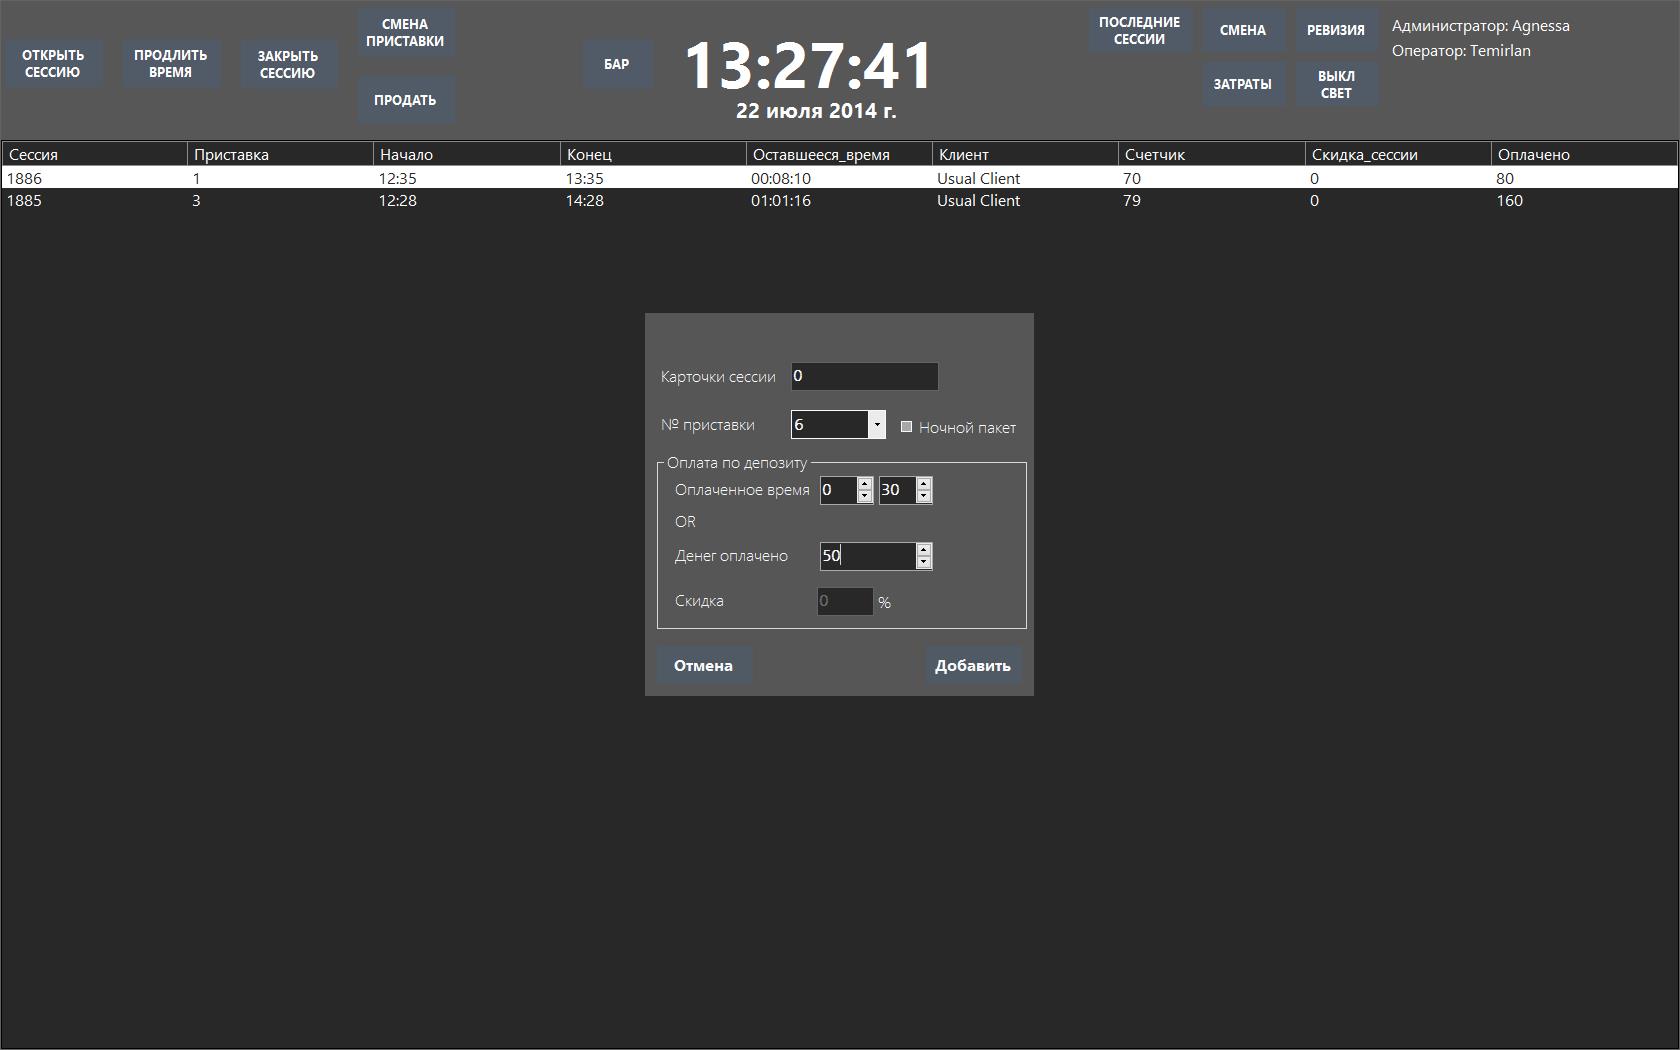 ОТКРЫТЬ
СЕССИЮ
ПРОДЛИТЬ
ВРЕМЯ
ЗАКРЫТЬ
СЕССИЮ
СМЕНА
ПРИСТАВКИ
ПРОДАТЬ
БАР
13:27:41
22 июля 2014 г.
ПОСЛЕДНИЕ
СЕССИИ
СМЕНА
РЕВИЗИЯ
ЗАТРАТЫ
ВЫКЛ
СВЕТ
Администратор: Agnessa
Оператор: Temirlan
Сессия Приставка Начало Конец Оставшееся_время Клиент Счетчик Скидка_сессии Оплачено
1886 1 12:35 13:35 00:08:10 Usual Client 70 0 80
1885 3 12:28 14:28 01:01:16 Usual Client 79 0 160
Карточки сессии 0
№ приставки 6 Ночной пакет
Оплата по депозиту
Оплаченное время 0 30
OR
Денег оплачено 50
Скидка 0 %
Отмена Добавить